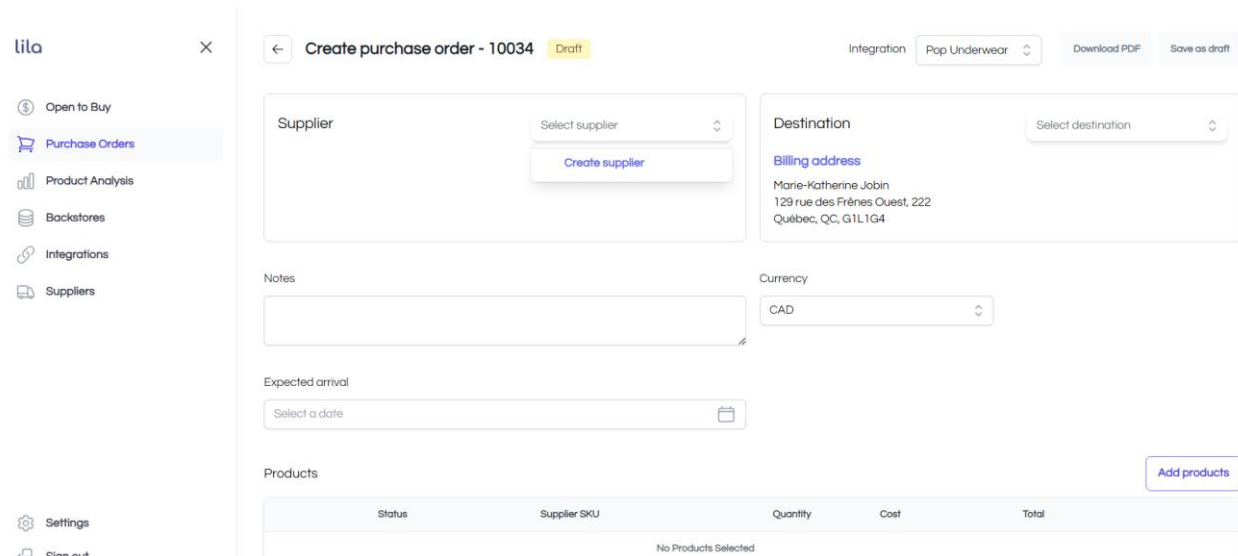 lila
Open to Buy
Purchase Orders
Product Analysis
Backstores
Integrations
Suppliers
Settings
Sign out
Create purchase order - 10034 Draft
Integration Pop Underwear Download PDF Save as draft
Supplier Select supplier
Create supplier
Destination Select destination
Billing address
Marie-Katherine Jobin
129 rue des Frênes Ouest, 222
Québec, QC, G1L1G4
Notes
Currency
CAD
Expected arrival
Select a date
Products Add products
Status Supplier SKU Quantity Cost Total
No Products Selected